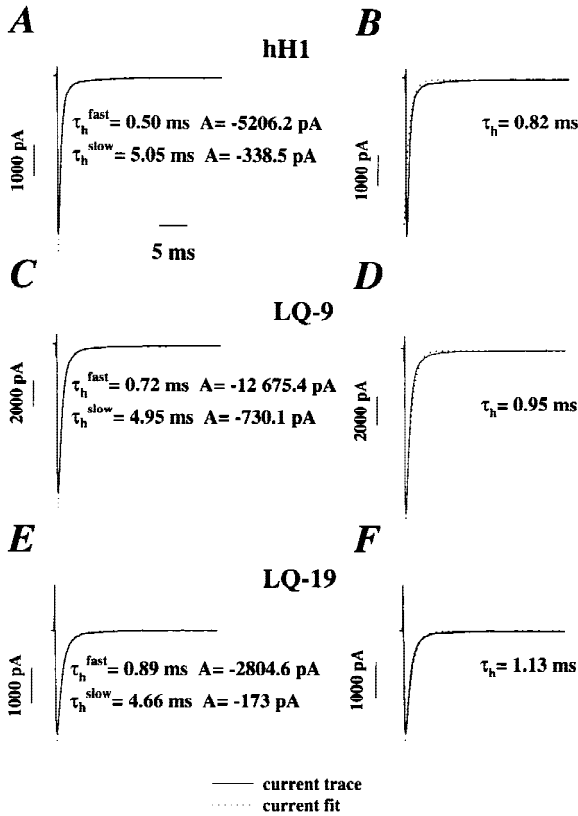 A
B
hH1
τh fast = 0.50 ms A= -5206.2 pA
τh slow = 5.05 ms A= -338.5 pA
1000 pA
5 ms
τh= 0.82 ms
1000 pA
C
D
LQ-9
τh fast = 0.72 ms A= -12 675.4 pA
τh slow = 4.95 ms A= -730.1 pA
2000 pA
τh= 0.95 ms
2000 pA
E
F
LQ-19
τh fast = 0.89 ms A= -2804.6 pA
τh slow = 4.66 ms A= -173 pA
1000 pA
τh= 1.13 ms
1000 pA
current trace
current fit